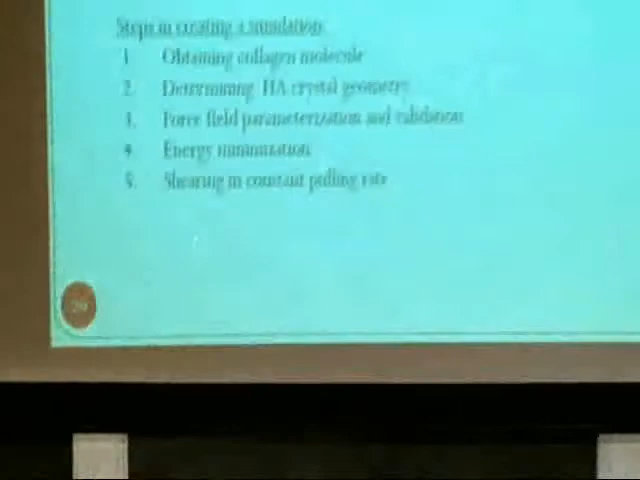 Steps in creating a simulation
1. Obtaining collagen molecule
2. Determining HA crystal geometry
3. Force field parameterization and validation
4. Energy minimization
5. Shearing in constant pulling rate